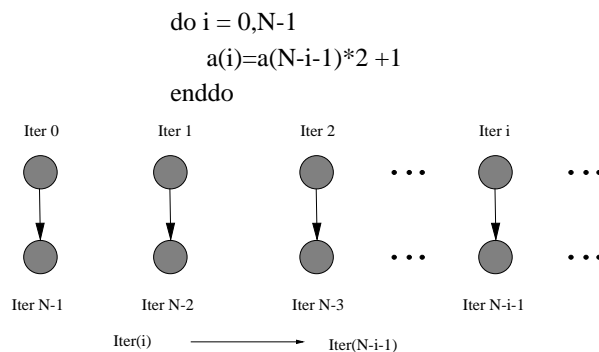 do i = 0,N-1
a(i)=a(N-i-1)*2 +1
enddo
Iter 0 Iter 1 Iter 2 Iter i
Iter N-1 Iter N-2 Iter N-3 Iter N-i-1
Iter(i) Iter(N-i-1)